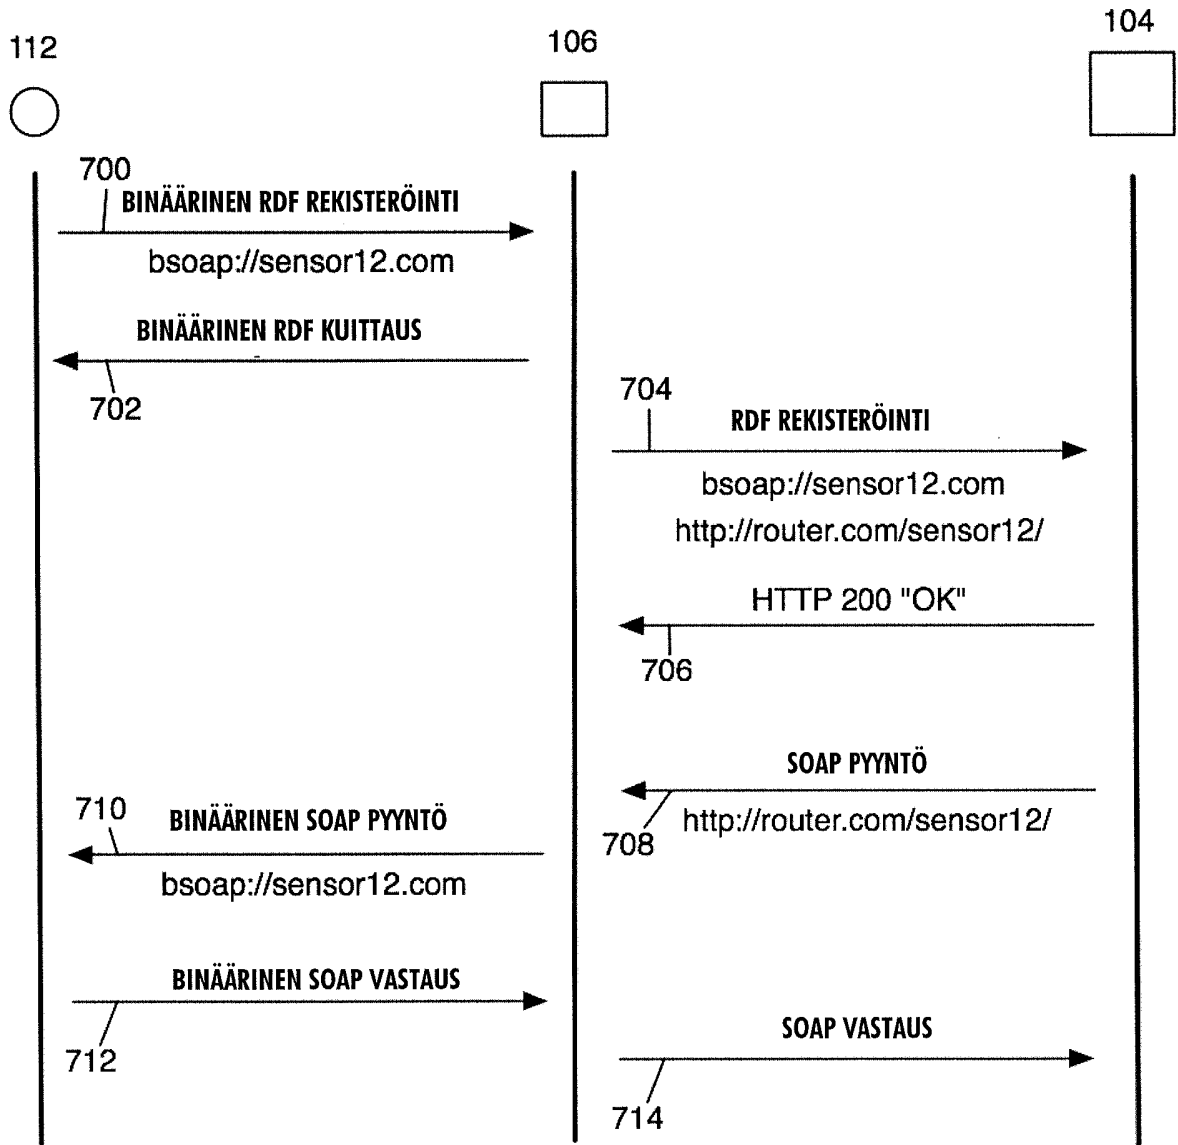 112
106
104
700
BINÄÄRINEN RDF REKISTERÖINTI
bsoap://sensor12.com
BINÄÄRINEN RDF KUITTAUS
702
704
RDF REKISTERÖINTI
bsoap://sensor12.com
http://router.com/sensor12/
HTTP 200 "OK"
706
SOAP PYYNTÖ
http://router.com/sensor12/
708
710
BINÄÄRINEN SOAP PYYNTÖ
bsoap://sensor12.com
BINÄÄRINEN SOAP VASTAUS
712
SOAP VASTAUS
714